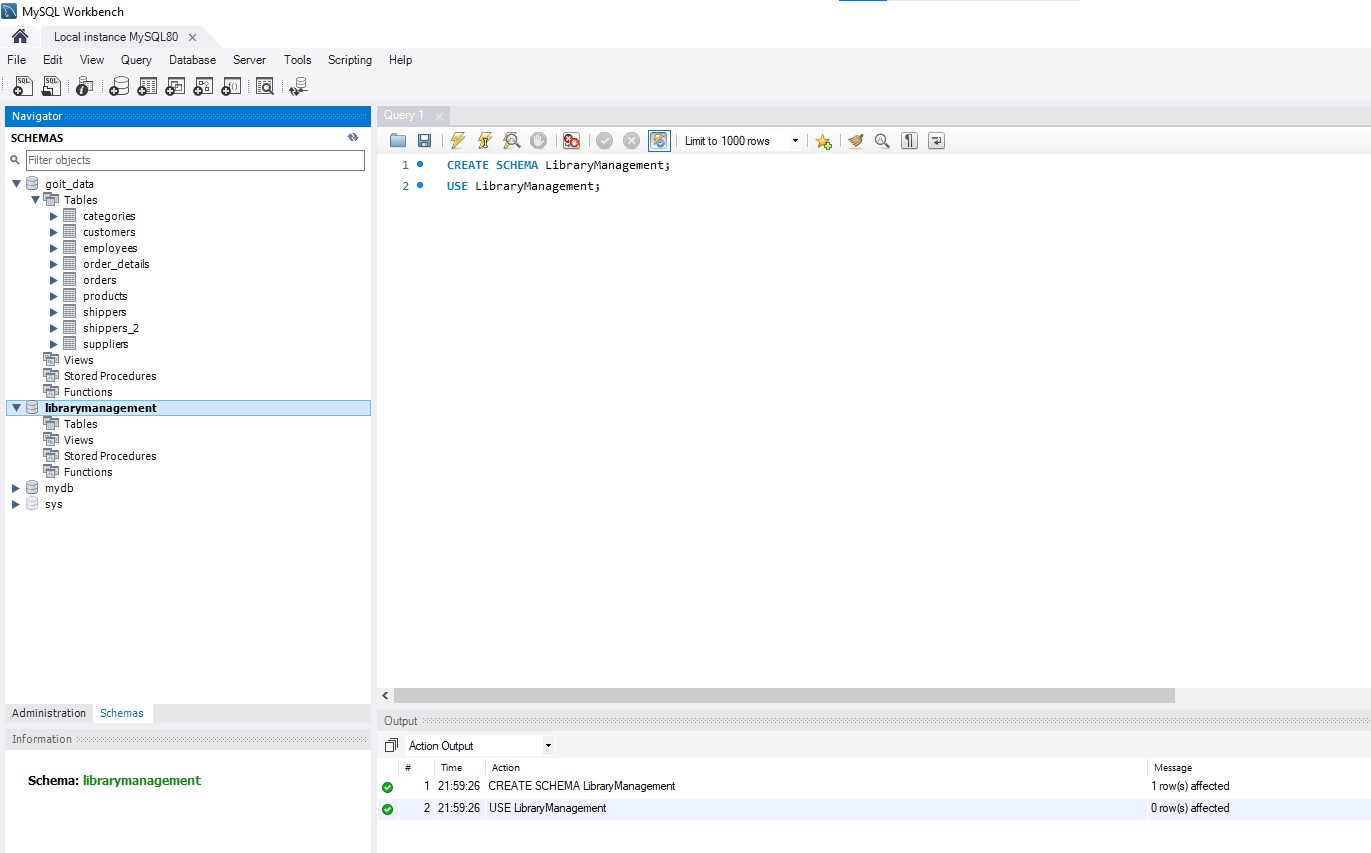 MySQL Workbench
Local instance MySQL80
File Edit View Query Database Server Tools Scripting Help
Navigator
SCHEMAS
Filter objects
goit_data
Tables
categories
customers
employees
order_details
orders
products
shippers
shippers_2
suppliers
Views
Stored Procedures
Functions
librarymanagement
Tables
Views
Stored Procedures
Functions
mydb
sys
Administration Schemas
Information
Schema: librarymanagement
Query 1
Limit to 1000 rows
1 CREATE SCHEMA LibraryManagement;
2 USE LibraryManagement;
Output
Action Output
# Time Action Message
1 21:59:26 CREATE SCHEMA LibraryManagement 1 row(s) affected
2 21:59:26 USE LibraryManagement 0 row(s) affected